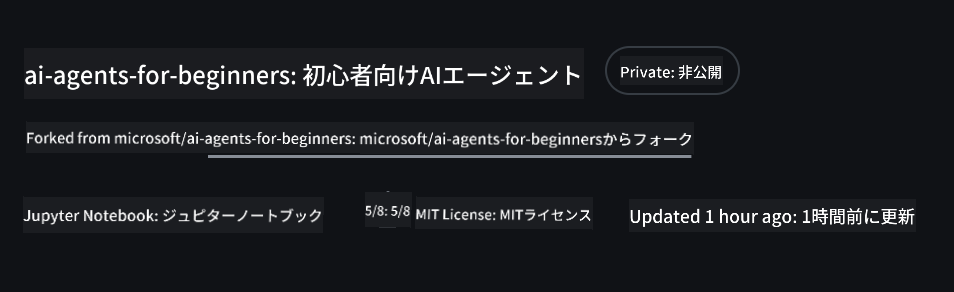 ai-agents-for-beginners: 初心者向けAIエージェント
Private: 非公開
Forked from microsoft/ai-agents-for-beginners: microsoft/ai-agents-for-beginnersからフォーク
Jupyter Notebook: ジュピターノートブック
5/8: 5/8
MIT License: MITライセンス
Updated 1 hour ago: 1時間前に更新